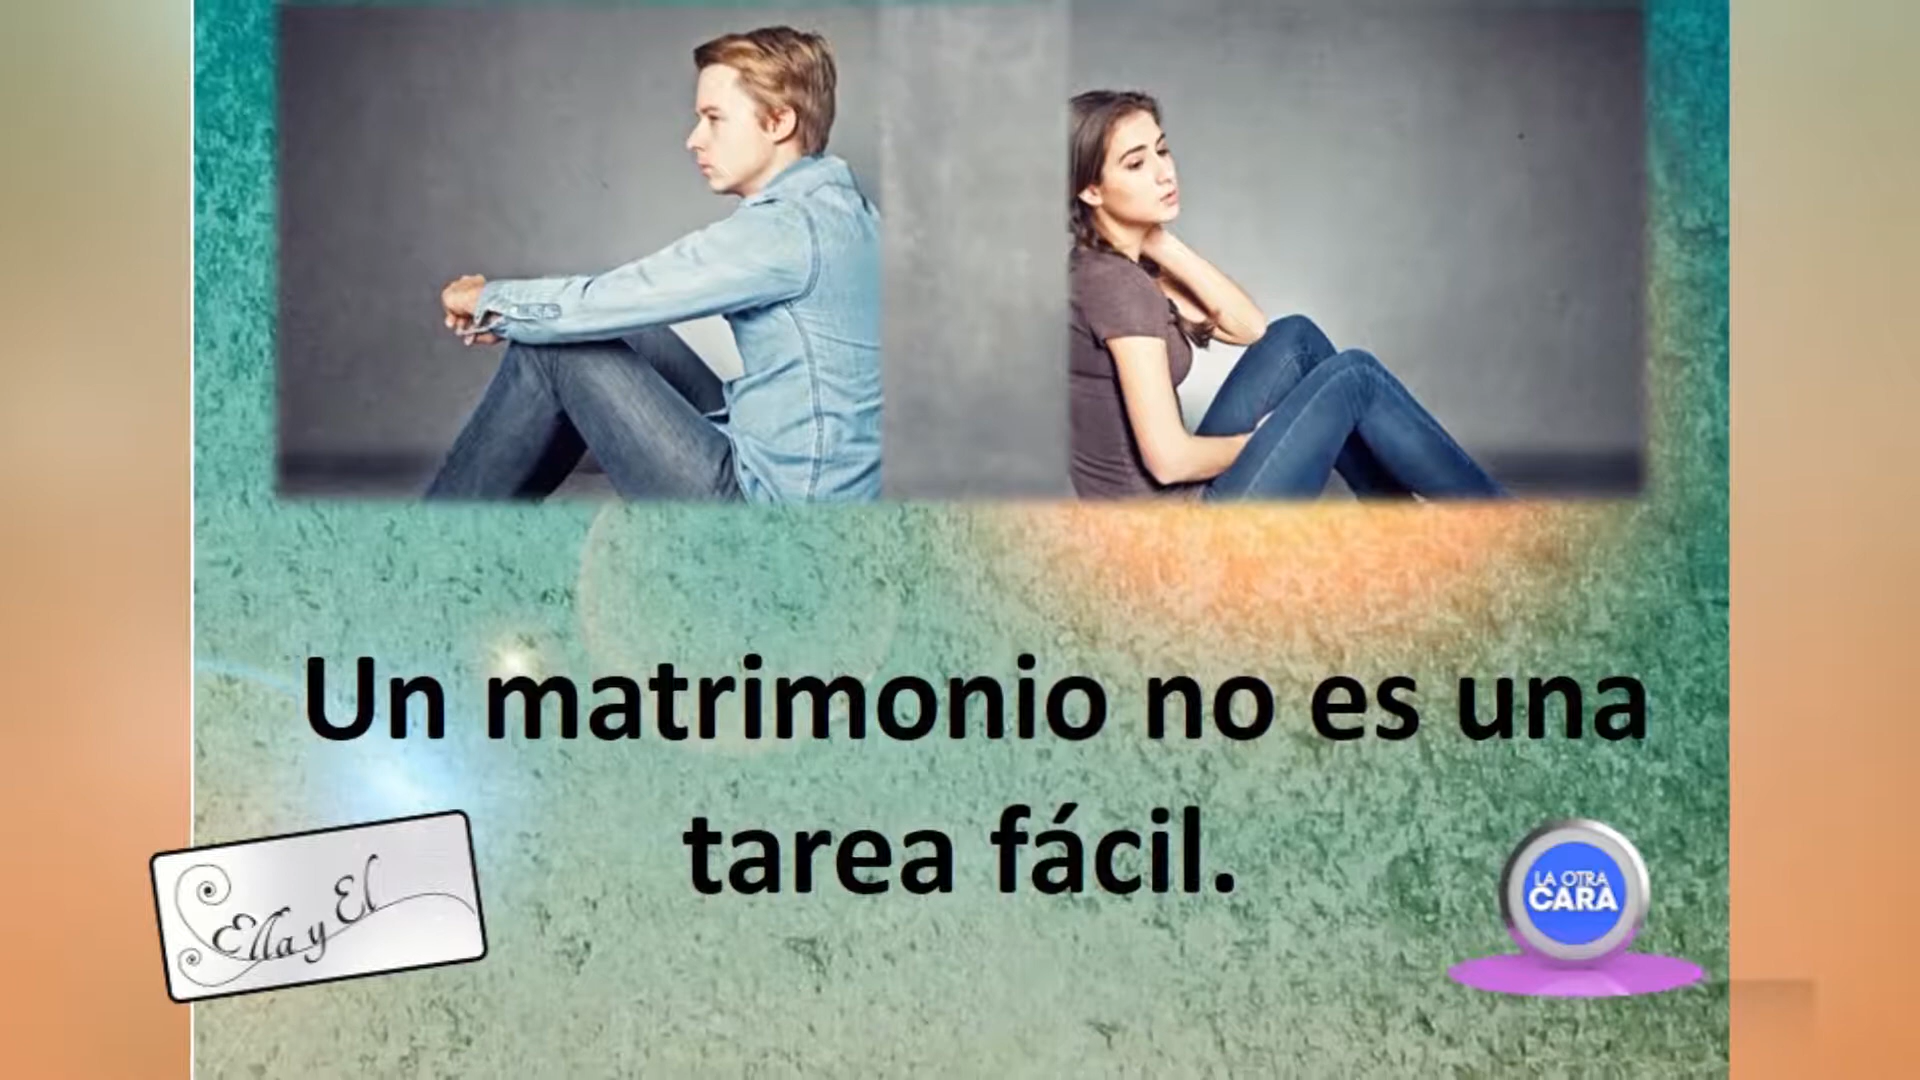 Un matrimonio no es una
tarea fácil.
Ella y El
LA OTRA
CARA